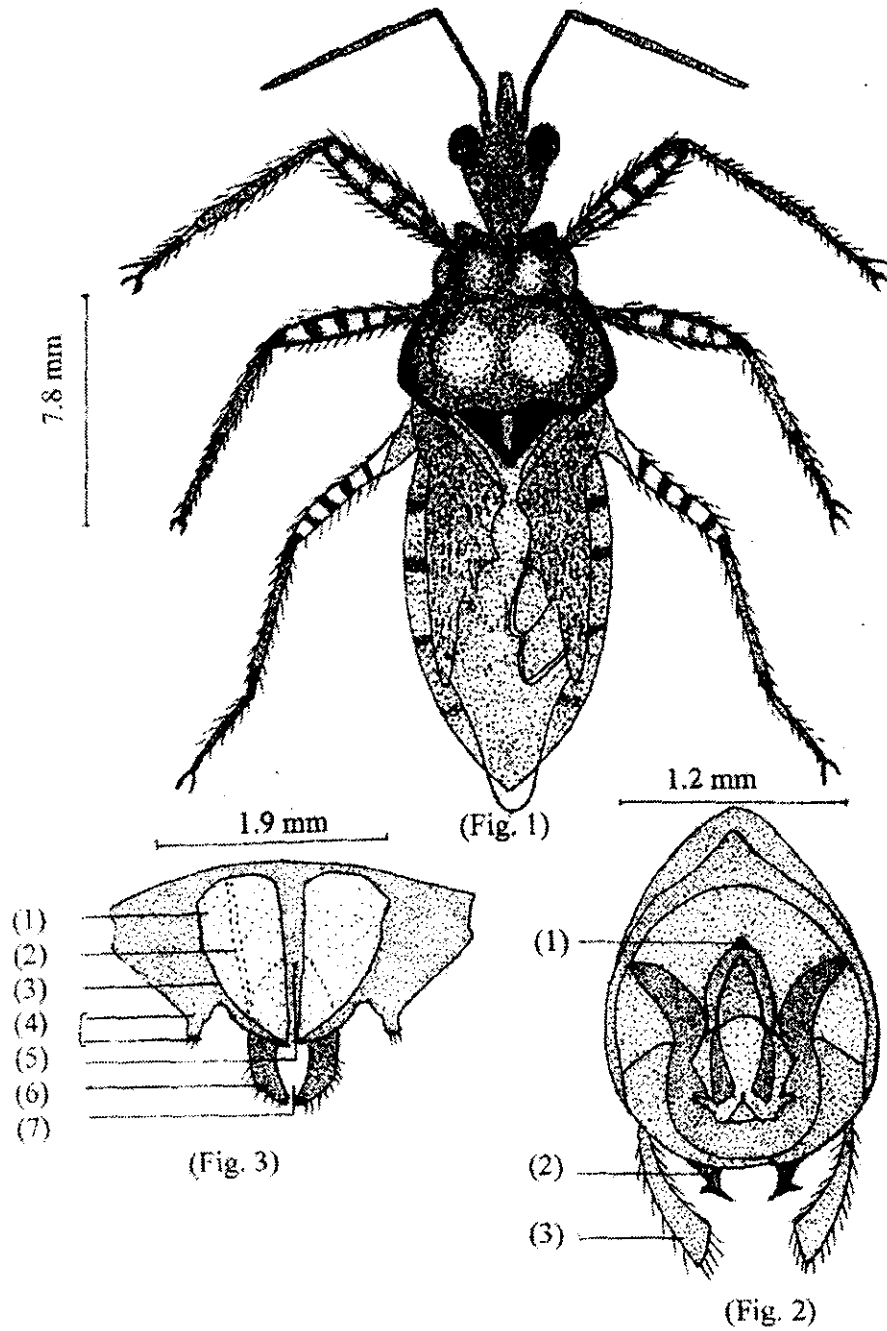 7.8 mm
(Fig. 1)
1.9 mm
(1)
(2)
(3)
(4)
(5)
(6)
(7)
(Fig. 3)
1.2 mm
(1)
(2)
(3)
(Fig. 2)